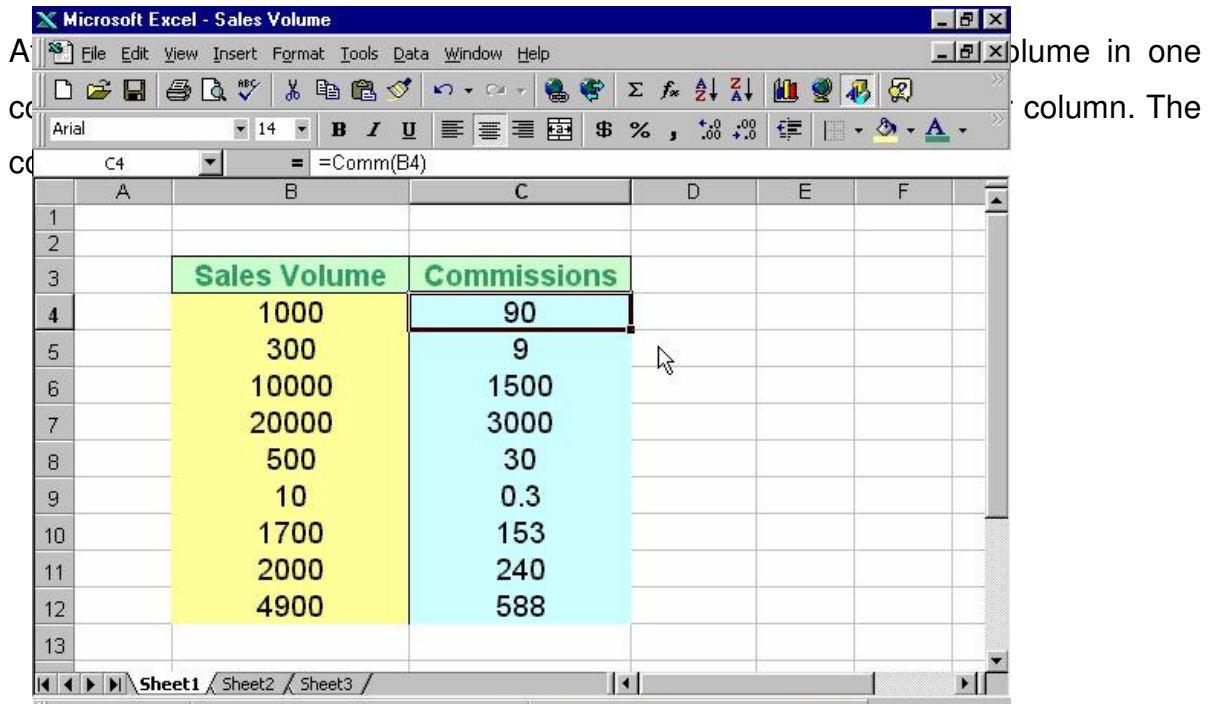 Microsoft Excel - Sales Volume
File Edit View Insert Format Tools Data Window Help
in one
column. The
Arial 14 B I U $ % ,
C4 = =Comm(B4)
A B C D E F
1
2
3 Sales Volume Commissions
4 1000 90
5 300 9
6 10000 1500
7 20000 3000
8 500 30
9 10 0.3
10 1700 153
11 2000 240
12 4900 588
13
Sheet1 Sheet2 Sheet3